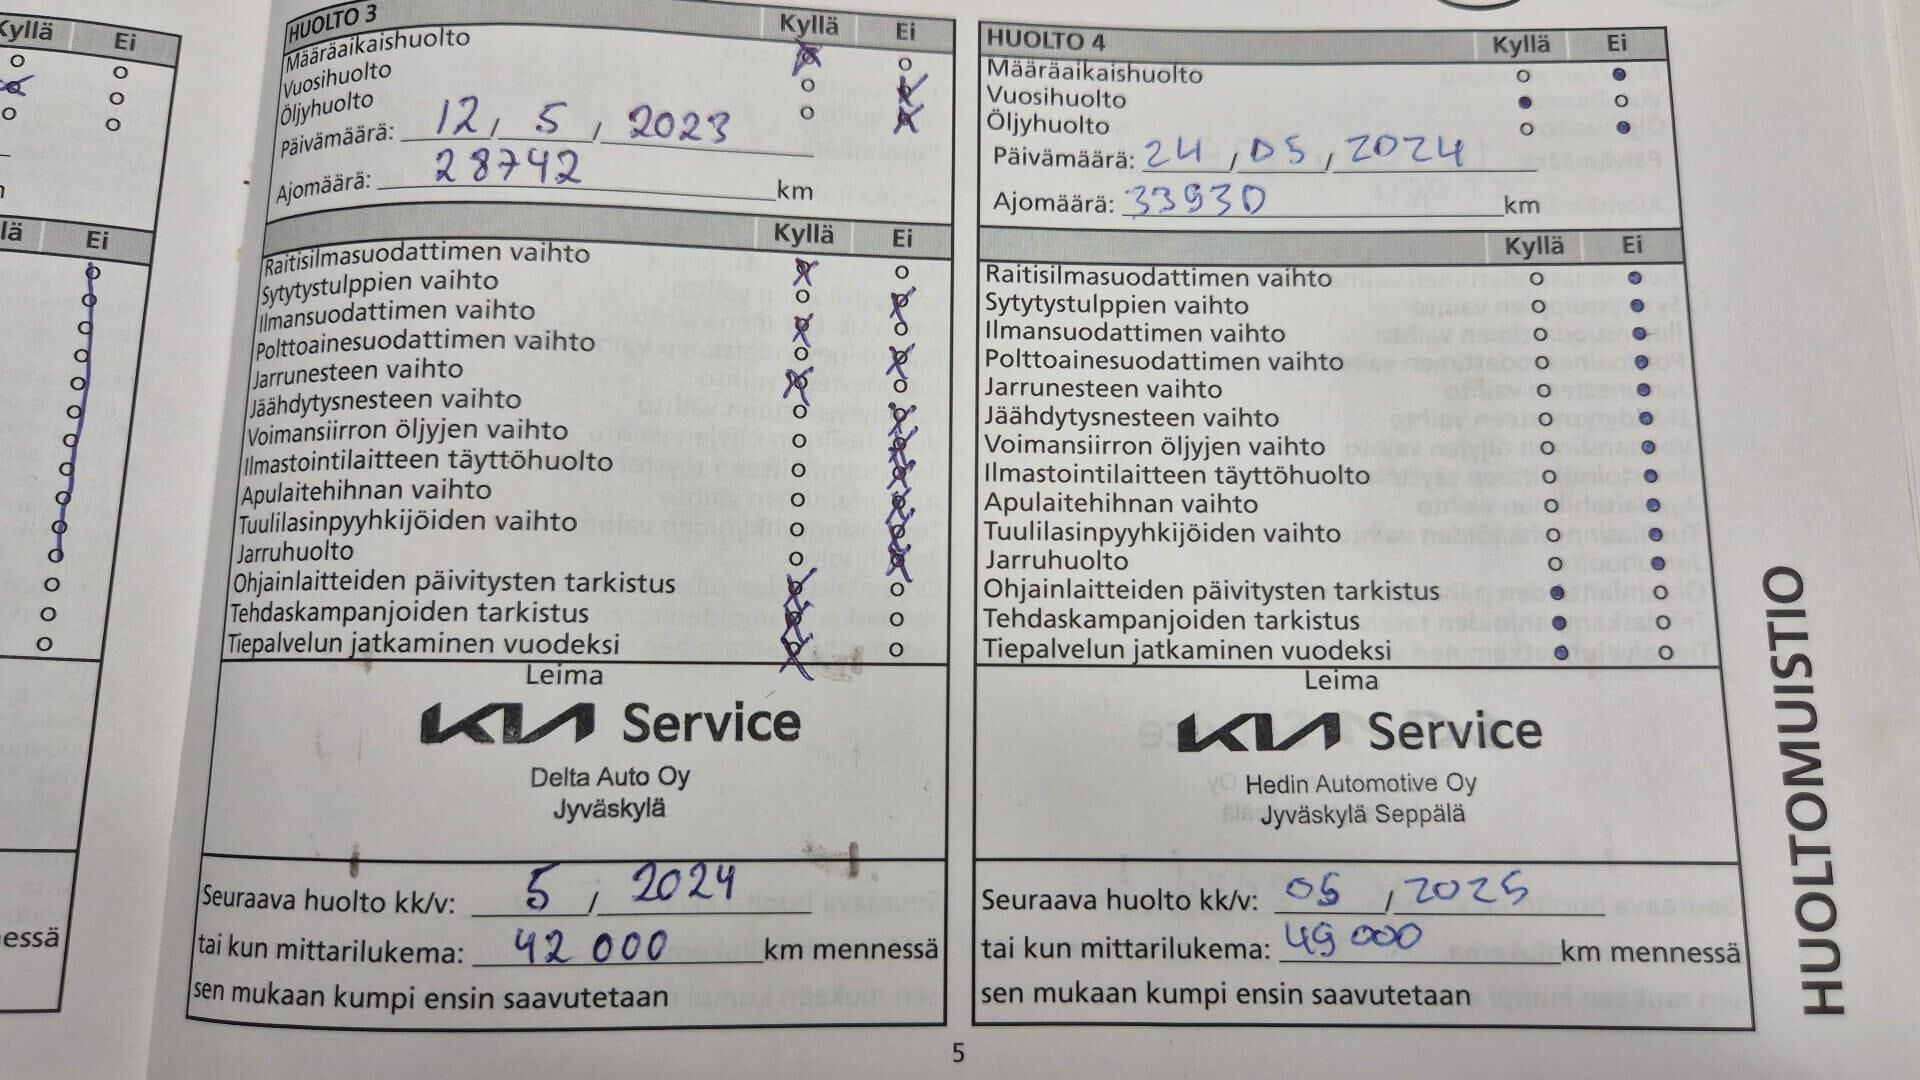 Kyllä Ei
lä Ei
essä
HUOLTO 3 Kyllä Ei
Määräaikaishuolto
Vuosihuolto
Öljyhuolto
Päivämäärä: 12 / 5 / 2023
Ajomäärä: 28742 km
Kyllä Ei
Raitisilmasuodattimen vaihto
Sytytystulppien vaihto
Ilmansuodattimen vaihto
Polttoainesuodattimen vaihto
Jarrunesteen vaihto
Jäähdytysnesteen vaihto
Voimansiirron öljyjen vaihto
Ilmastointilaitteen täyttöhuolto
Apulaitehihnan vaihto
Tuulilasinpyyhkijöiden vaihto
Jarruhuolto
Ohjainlaitteiden päivitysten tarkistus
Tehdaskampanjoiden tarkistus
Tiepalvelun jatkaminen vuodeksi
Leima
KIA Service
Delta Auto Oy
Jyväskylä
Seuraava huolto kk/v: 5 / 2024
tai kun mittarilukema: 42 000 km mennessä
sen mukaan kumpi ensin saavutetaan
HUOLTO 4 Kyllä Ei
Määräaikaishuolto
Vuosihuolto
Öljyhuolto
Päivämäärä: 24 / 05 / 2024
Ajomäärä: 33930 km
Kyllä Ei
Raitisilmasuodattimen vaihto
Sytytystulppien vaihto
Ilmansuodattimen vaihto
Polttoainesuodattimen vaihto
Jarrunesteen vaihto
Jäähdytysnesteen vaihto
Voimansiirron öljyjen vaihto
Ilmastointilaitteen täyttöhuolto
Apulaitehihnan vaihto
Tuulilasinpyyhkijöiden vaihto
Jarruhuolto
Ohjainlaitteiden päivitysten tarkistus
Tehdaskampanjoiden tarkistus
Tiepalvelun jatkaminen vuodeksi
Leima
KIA Service
Hedin Automotive Oy
Jyväskylä Seppälä
Seuraava huolto kk/v: 05 / 2025
tai kun mittarilukema: 49 000 km mennessä
sen mukaan kumpi ensin saavutetaan
HUOLTOMUISTIO
5